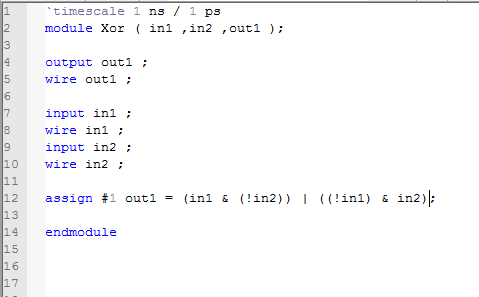 1 `timescale 1 ns / 1 ps
2 module Xor ( in1 ,in2 ,out1 );
3
4 output out1 ;
5 wire out1 ;
6
7 input in1 ;
8 wire in1 ;
9 input in2 ;
10 wire in2 ;
11
12 assign #1 out1 = (in1 & (!in2)) | ((!in1) & in2);
13
14 endmodule
15
16
17